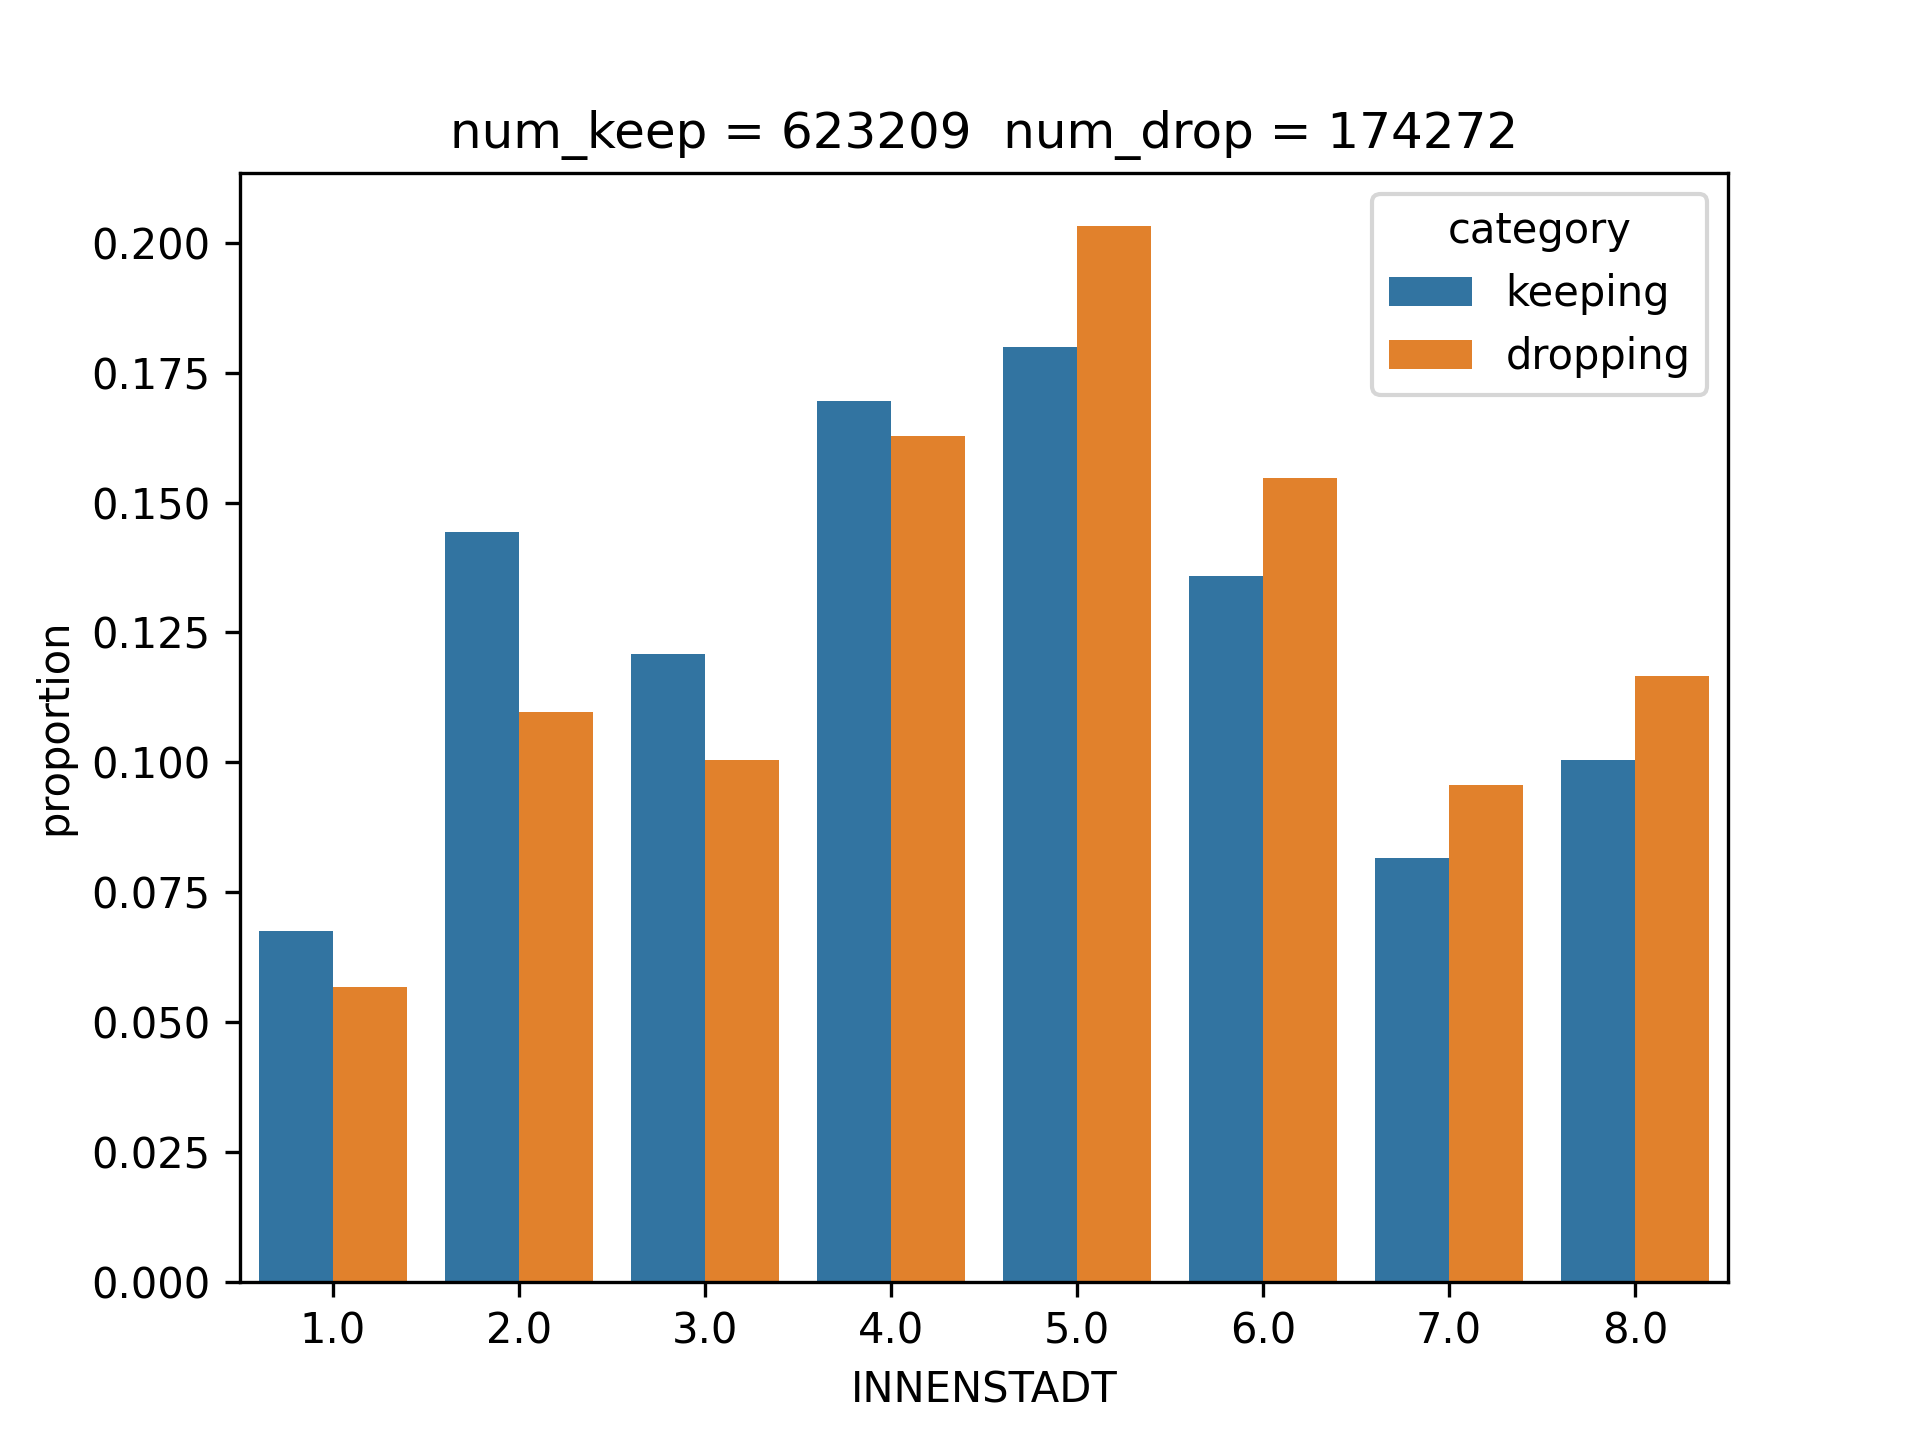 num_keep = 623209  num_drop = 174272
category
keeping
dropping
proportion
0.200
0.175
0.150
0.125
0.100
0.075
0.050
0.025
0.000
1.0 2.0 3.0 4.0 5.0 6.0 7.0 8.0
INNENSTADT